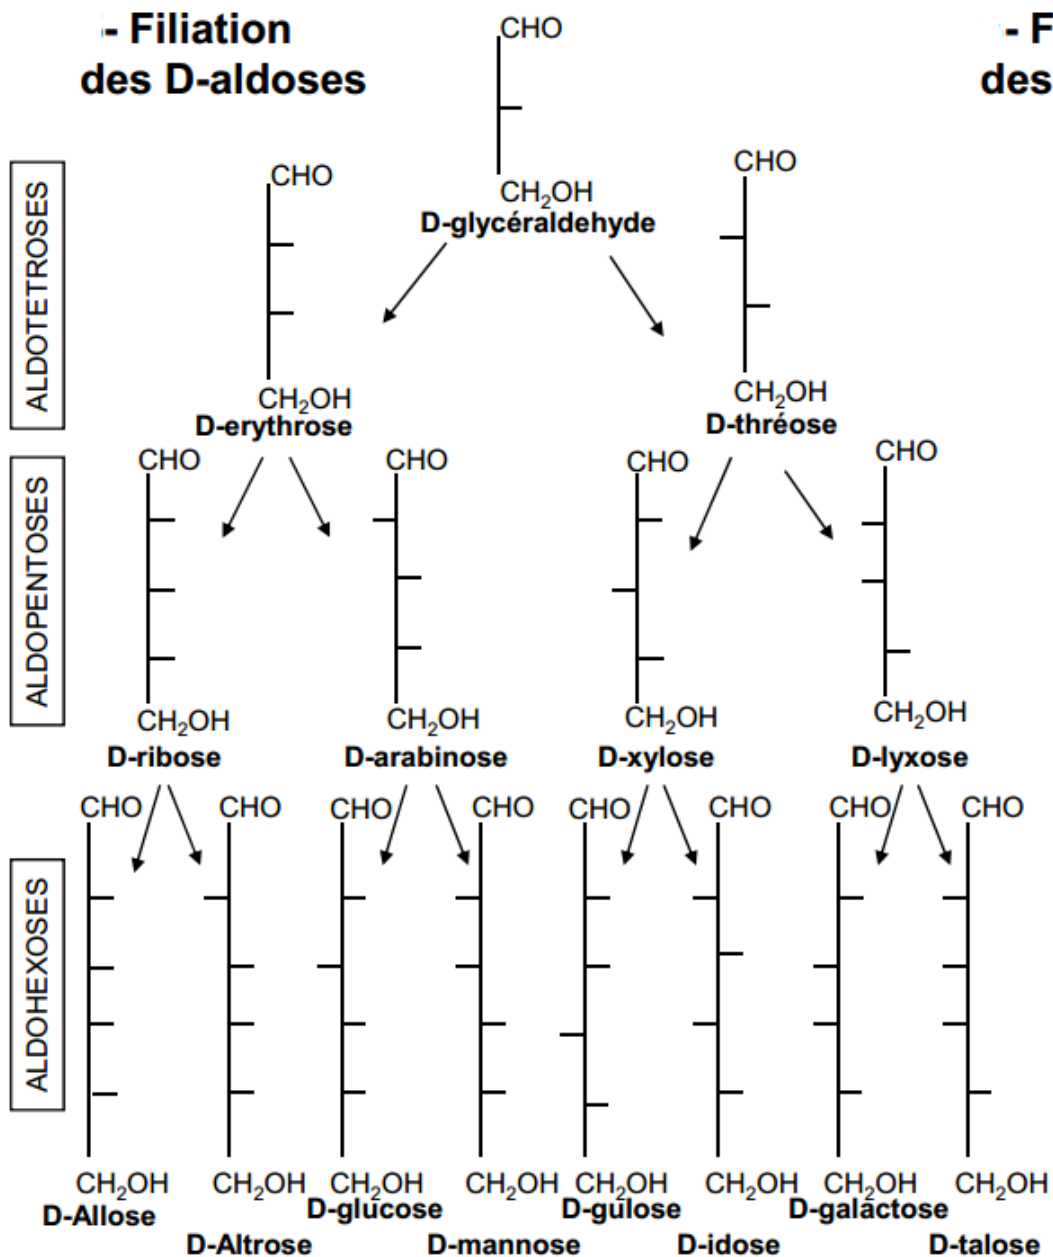 - Filiation
des D-aldoses
- F
des
CHO
CH₂OH
D-glycéraldehyde
ALDOTETROSES
CHO
CH₂OH
D-erythrose
CHO
CH₂OH
D-thréose
ALDOPENTOSES
CHO
CH₂OH
D-ribose
CHO
CH₂OH
D-arabinose
CHO
CH₂OH
D-xylose
CHO
CH₂OH
D-lyxose
ALDOHEXOSES
CHO
CH₂OH
D-Allose
CHO
CH₂OH
D-Altrose
CHO
CH₂OH
D-glucose
CHO
CH₂OH
D-mannose
CHO
CH₂OH
D-gulose
CHO
CH₂OH
D-idose
CHO
CH₂OH
D-galactose
CHO
CH₂OH
D-talose